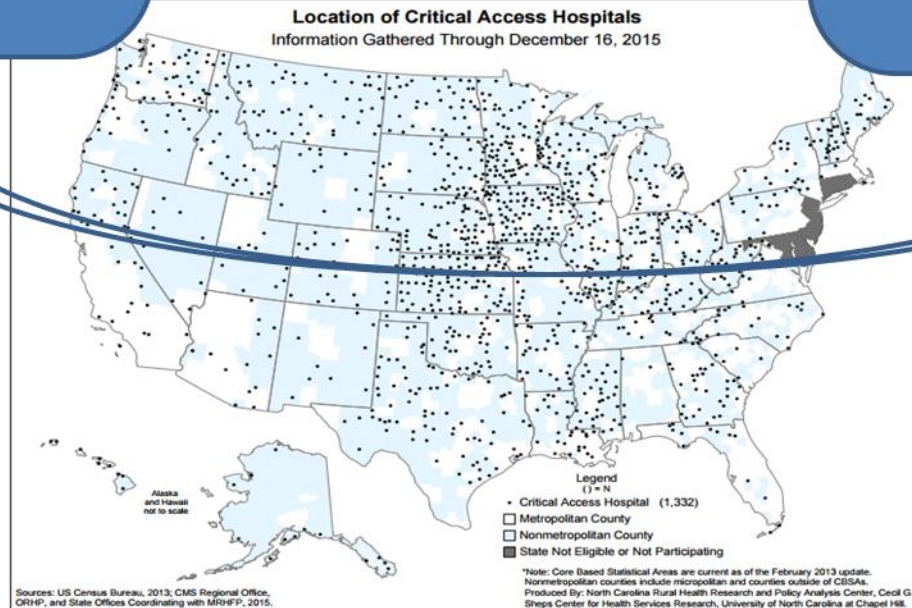 Location of Critical Access Hospitals
Information Gathered Through December 16, 2015
Alaska
and Hawaii
not to scale
Legend
( ) = N
Critical Access Hospital (1,332)
Metropolitan County
Nonmetropolitan County
State Not Eligible or Not Participating
Sources: US Census Bureau, 2013; CMS Regional Office,
ORHP, and State Offices Coordinating with MRHFP, 2015.
*Note: Core Based Statistical Areas are current as of the February 2013 update.
Nonmetropolitan counties include micropolitan and counties outside of CBSAs.
Produced By: North Carolina Rural Health Research and Policy Analysis Center, Cecil G.
Sheps Center for Health Services Research, University of North Carolina at Chapel Hill.